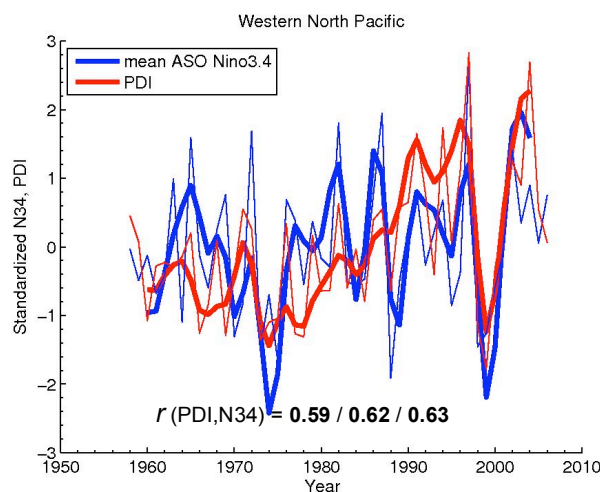 Western North Pacific
mean ASO Nino3.4
PDI
Standardized N34, PDI
3
2
1
0
−1
−2
−3
r (PDI,N34) = 0.59 / 0.62 / 0.63
1950 1960 1970 1980 1990 2000 2010
Year